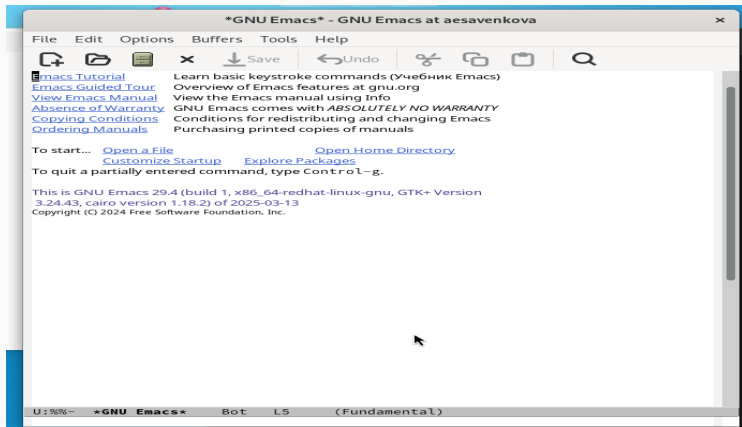 *GNU Emacs* - GNU Emacs at aesavenkova ×
File Edit Options Buffers Tools Help
Save Undo
Emacs Tutorial Learn basic keystroke commands (Учебник Emacs)
Emacs Guided Tour Overview of Emacs features at gnu.org
View Emacs Manual View the Emacs manual using Info
Absence of Warranty GNU Emacs comes with ABSOLUTELY NO WARRANTY
Copying Conditions Conditions for redistributing and changing Emacs
Ordering Manuals Purchasing printed copies of manuals
To start... Open a File Open Home Directory
Customize Startup Explore Packages
To quit a partially entered command, type Control-g.
This is GNU Emacs 29.4 (build 1, x86_64-redhat-linux-gnu, GTK+ Version
3.24.43, cairo version 1.18.2) of 2025-03-13
Copyright (C) 2024 Free Software Foundation, Inc.
U:%%- *GNU Emacs* Bot L5 (Fundamental)